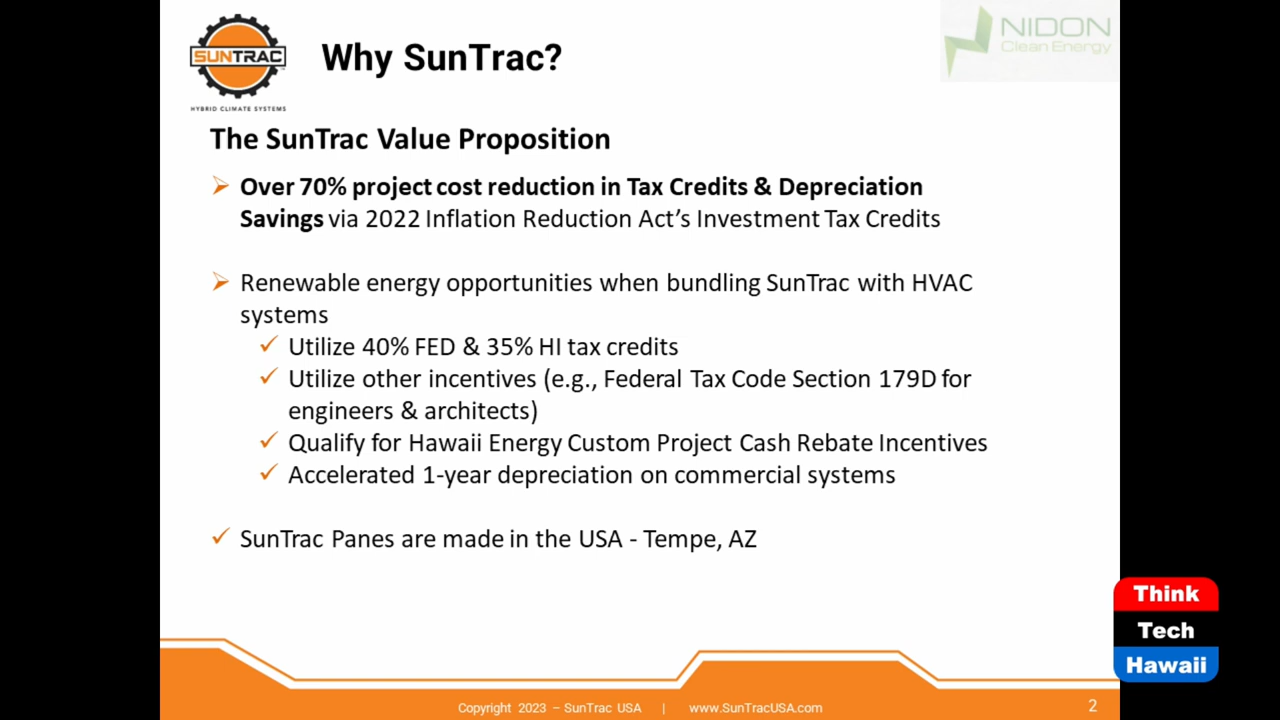 SUNTRAC
HYBRID CLIMATE SYSTEMS
Why SunTrac?
NIDON
Clean Energy
The SunTrac Value Proposition
Over 70% project cost reduction in Tax Credits & Depreciation
Savings via 2022 Inflation Reduction Act’s Investment Tax Credits
Renewable energy opportunities when bundling SunTrac with HVAC
systems
Utilize 40% FED & 35% HI tax credits
Utilize other incentives (e.g., Federal Tax Code Section 179D for
engineers & architects)
Qualify for Hawaii Energy Custom Project Cash Rebate Incentives
Accelerated 1-year depreciation on commercial systems
SunTrac Panes are made in the USA - Tempe, AZ
Think
Tech
Hawaii
Copyright 2023 – SunTrac USA | www.SunTracUSA.com
2